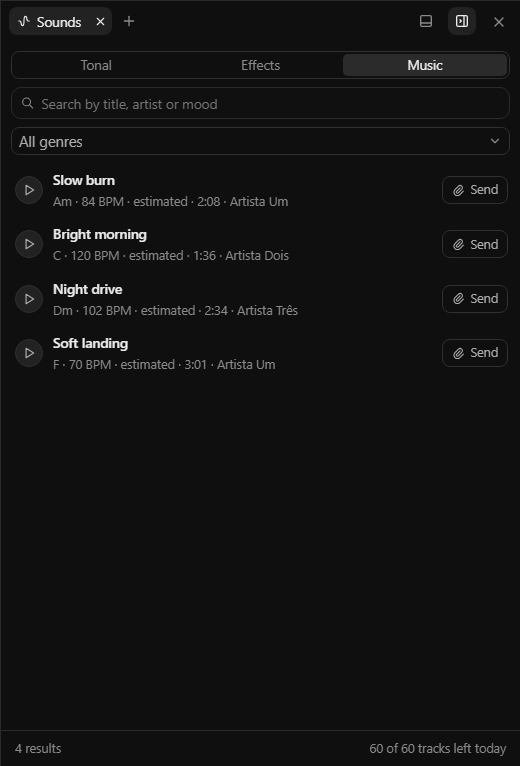 Sounds
Tonal Effects Music
Search by title, artist or mood
All genres
Slow burn
Am · 84 BPM · estimated · 2:08 · Artista Um
Send
Bright morning
C · 120 BPM · estimated · 1:36 · Artista Dois
Send
Night drive
Dm · 102 BPM · estimated · 2:34 · Artista Três
Send
Soft landing
F · 70 BPM · estimated · 3:01 · Artista Um
Send
4 results 60 of 60 tracks left today